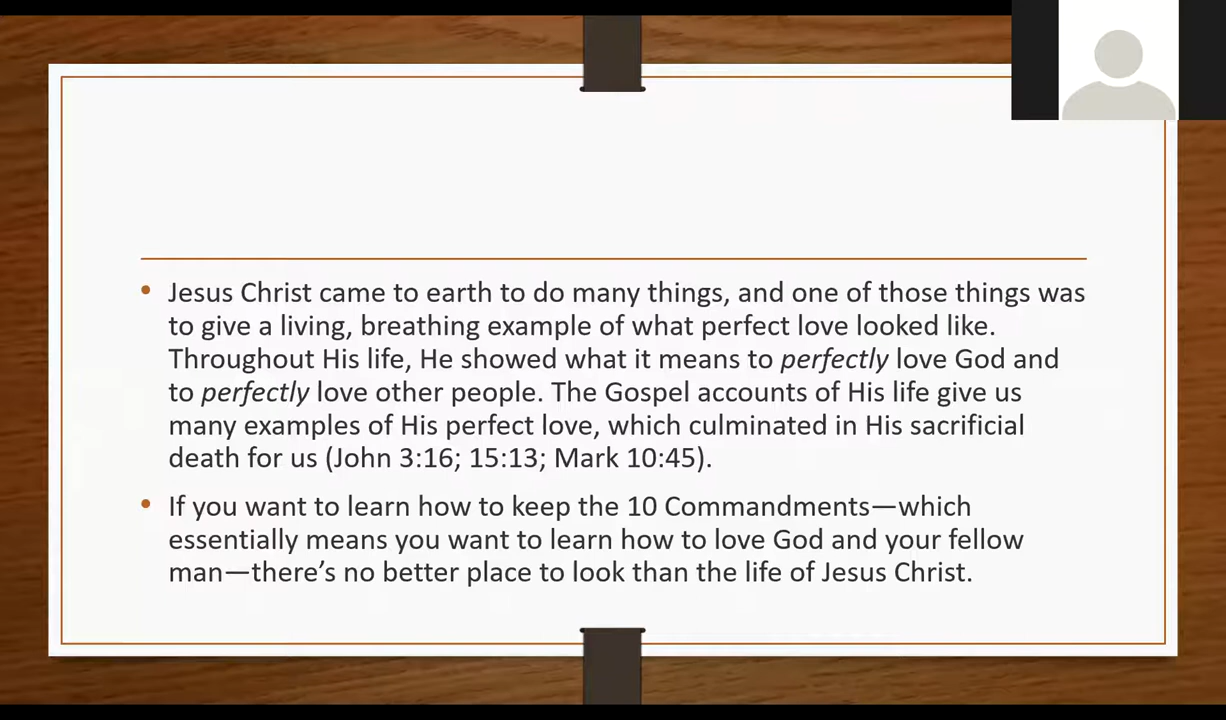 • Jesus Christ came to earth to do many things, and one of those things was
to give a living, breathing example of what perfect love looked like.
Throughout His life, He showed what it means to perfectly love God and
to perfectly love other people. The Gospel accounts of His life give us
many examples of His perfect love, which culminated in His sacrificial
death for us (John 3:16; 15:13; Mark 10:45).
• If you want to learn how to keep the 10 Commandments—which
essentially means you want to learn how to love God and your fellow
man—there’s no better place to look than the life of Jesus Christ.